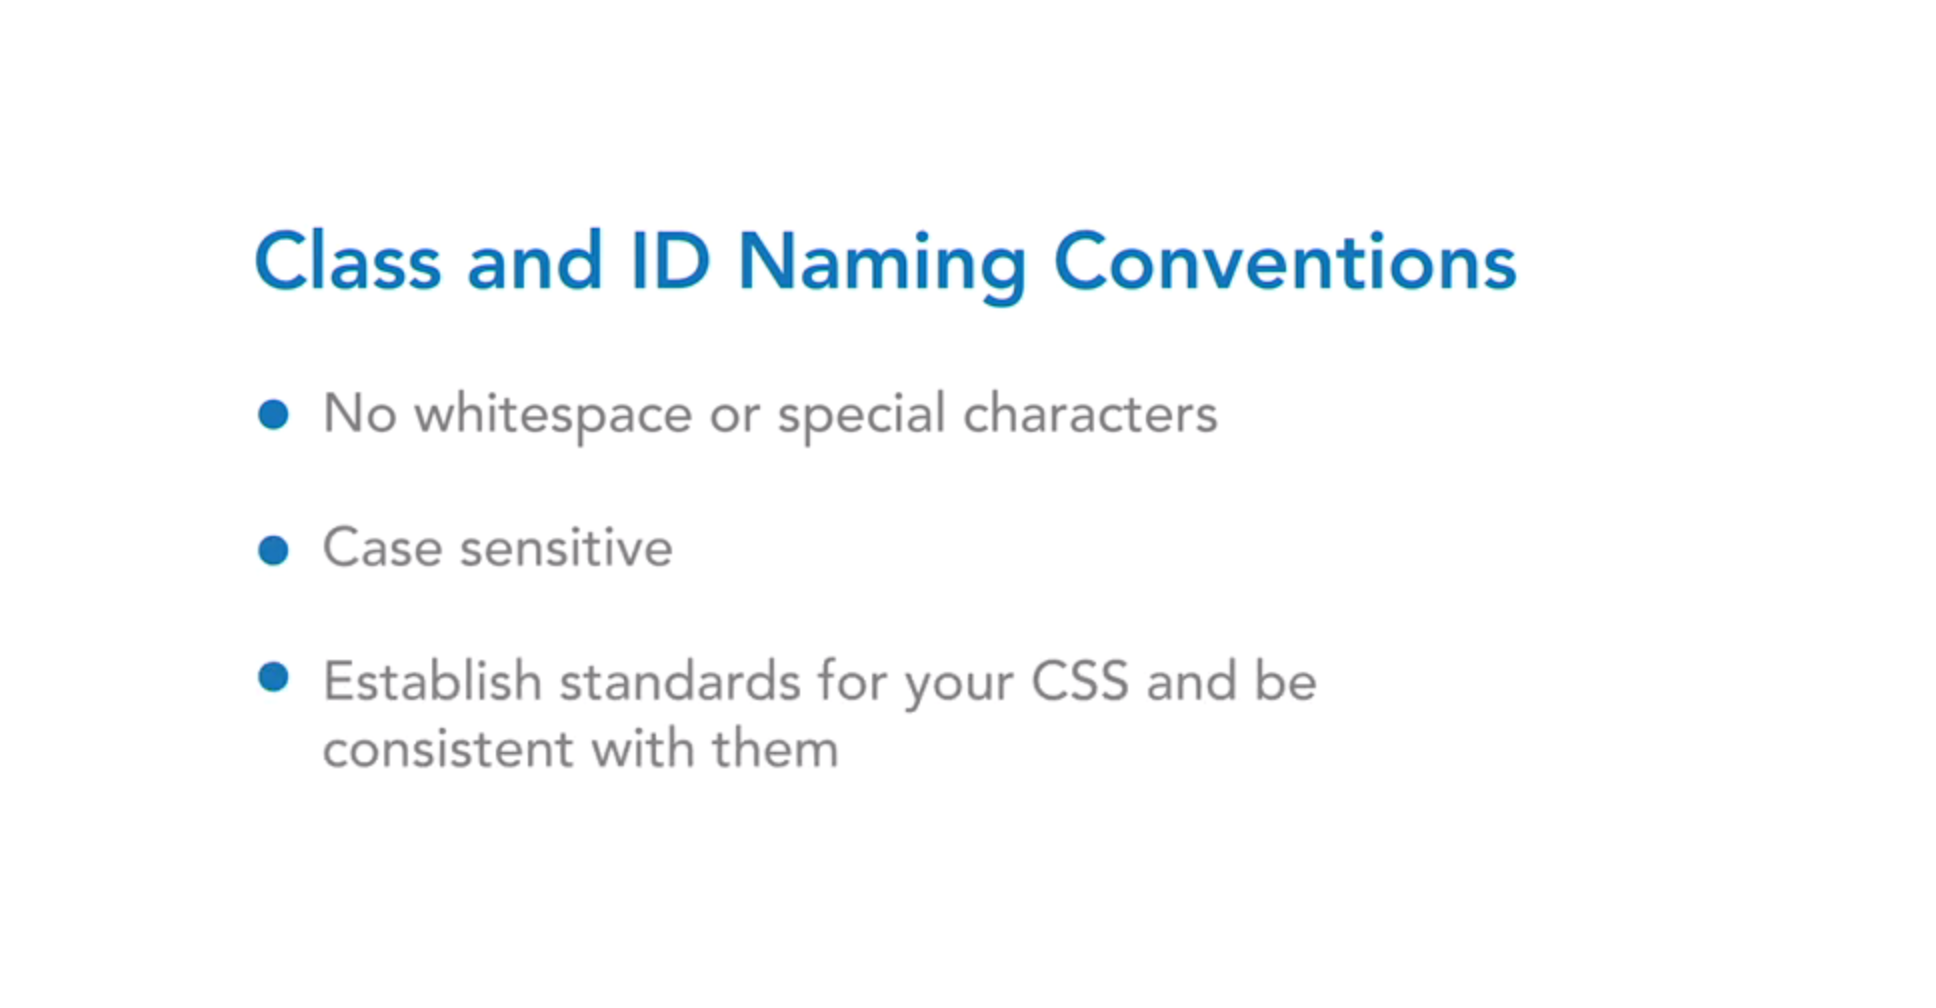 Class and ID Naming Conventions
No whitespace or special characters
Case sensitive
Establish standards for your CSS and be
consistent with them